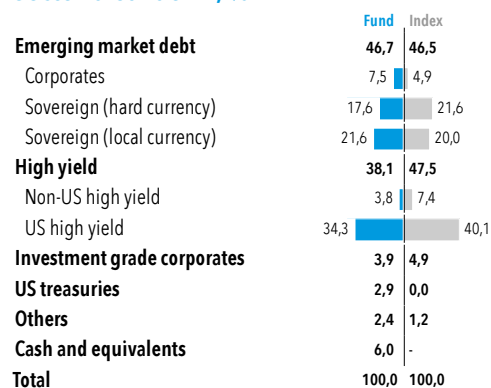 Fund Index
Emerging market debt 46,7 46,5
Corporates 7,5 4,9
Sovereign (hard currency) 17,6 21,6
Sovereign (local currency) 21,6 20,0
High yield 38,1 47,5
Non-US high yield 3,8 7,4
US high yield 34,3 40,1
Investment grade corporates 3,9 4,9
US treasuries 2,9 0,0
Others 2,4 1,2
Cash and equivalents 6,0 -
Total 100,0 100,0